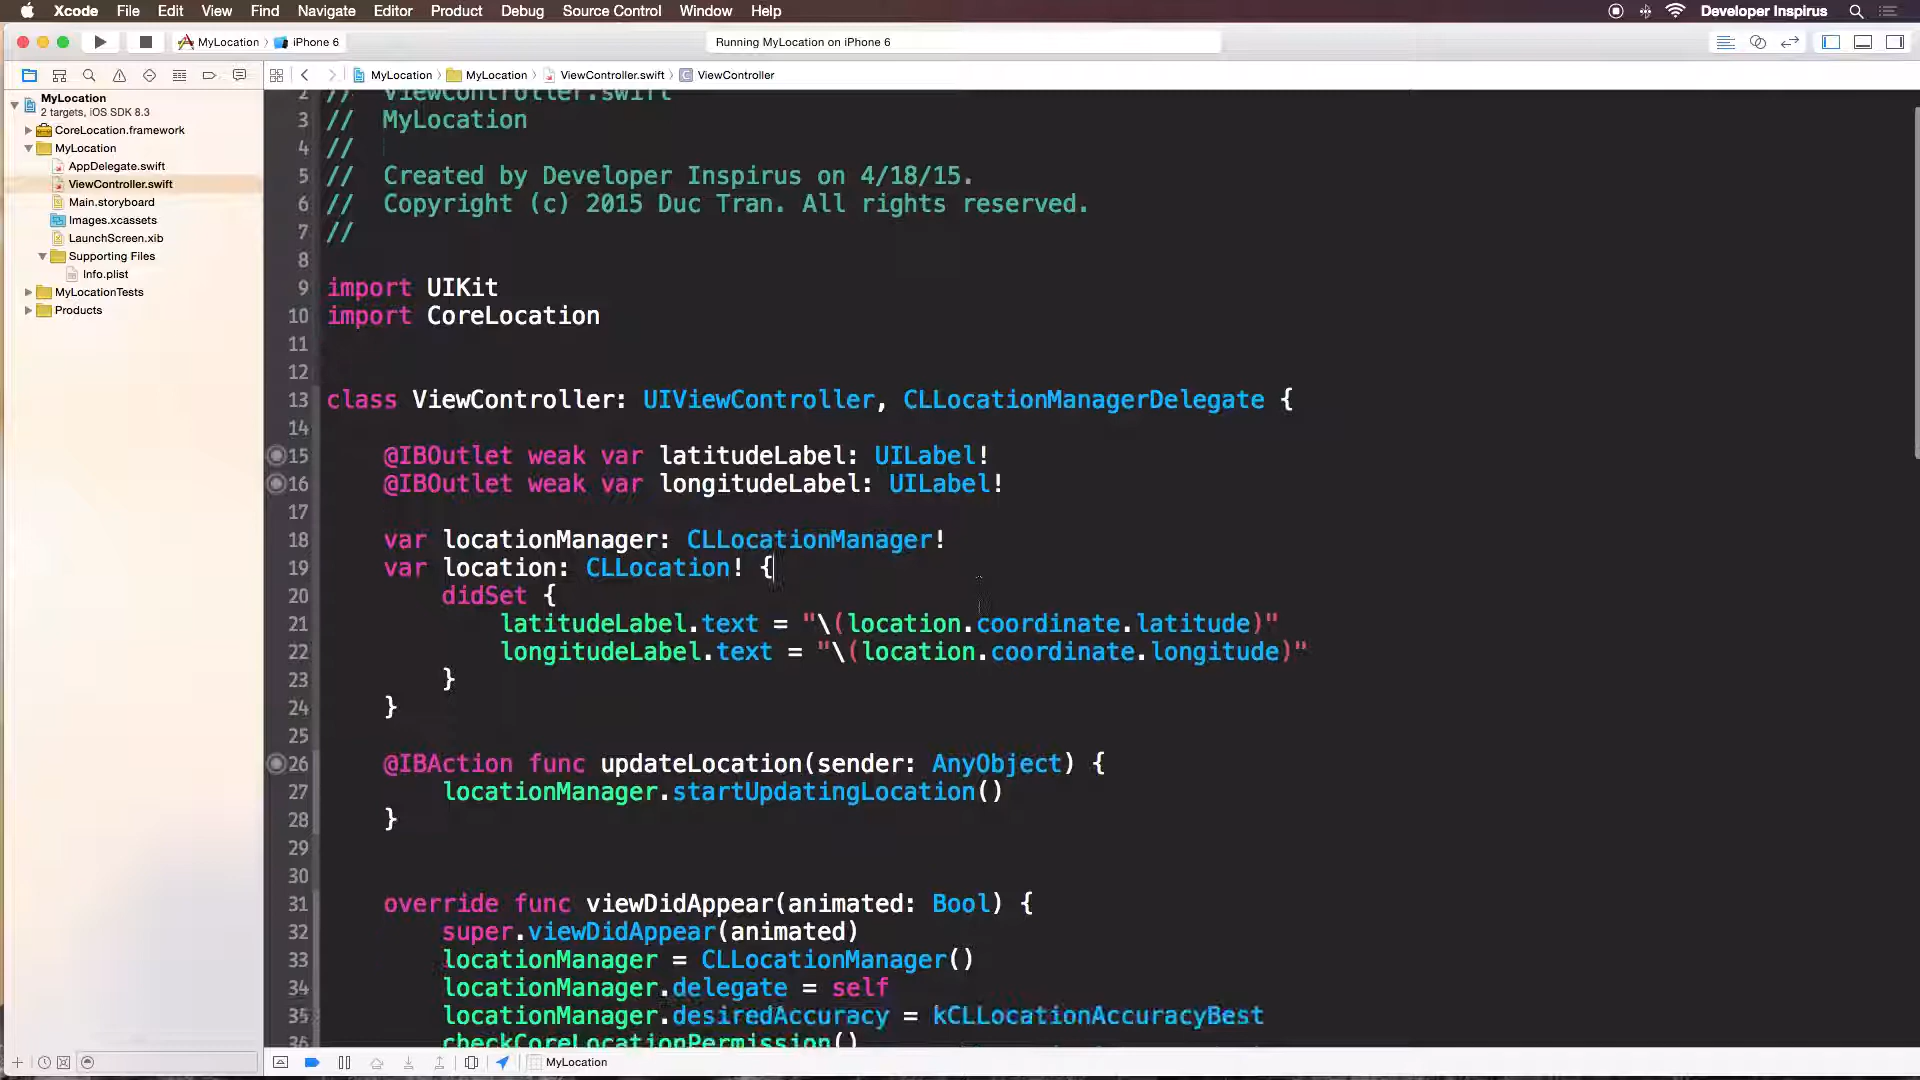 Xcode File Edit View Find Navigate Editor Product Debug Source Control Window Help Developer Inspirus
MyLocation iPhone 6 Running MyLocation on iPhone 6
MyLocation MyLocation ViewController.swift ViewController
MyLocation
2 targets, iOS SDK 8.3
CoreLocation.framework
MyLocation
AppDelegate.swift
ViewController.swift
Main.storyboard
Images.xcassets
LaunchScreen.xib
Supporting Files
Info.plist
MyLocationTests
Products
2 // ViewController.swift
3 // MyLocation
4 //
5 // Created by Developer Inspirus on 4/18/15.
6 // Copyright (c) 2015 Duc Tran. All rights reserved.
7 //
8
9 import UIKit
10 import CoreLocation
11
12
13 class ViewController: UIViewController, CLLocationManagerDelegate {
14
15 @IBOutlet weak var latitudeLabel: UILabel!
16 @IBOutlet weak var longitudeLabel: UILabel!
17
18 var locationManager: CLLocationManager!
19 var location: CLLocation! {
20 didSet {
21 latitudeLabel.text = "\(location.coordinate.latitude)"
22 longitudeLabel.text = "\(location.coordinate.longitude)"
23 }
24 }
25
26 @IBAction func updateLocation(sender: AnyObject) {
27 locationManager.startUpdatingLocation()
28 }
29
30
31 override func viewDidAppear(animated: Bool) {
32 super.viewDidAppear(animated)
33 locationManager = CLLocationManager()
34 locationManager.delegate = self
35 locationManager.desiredAccuracy = kCLLocationAccuracyBest
36 checkCoreLocationPermission()
MyLocation